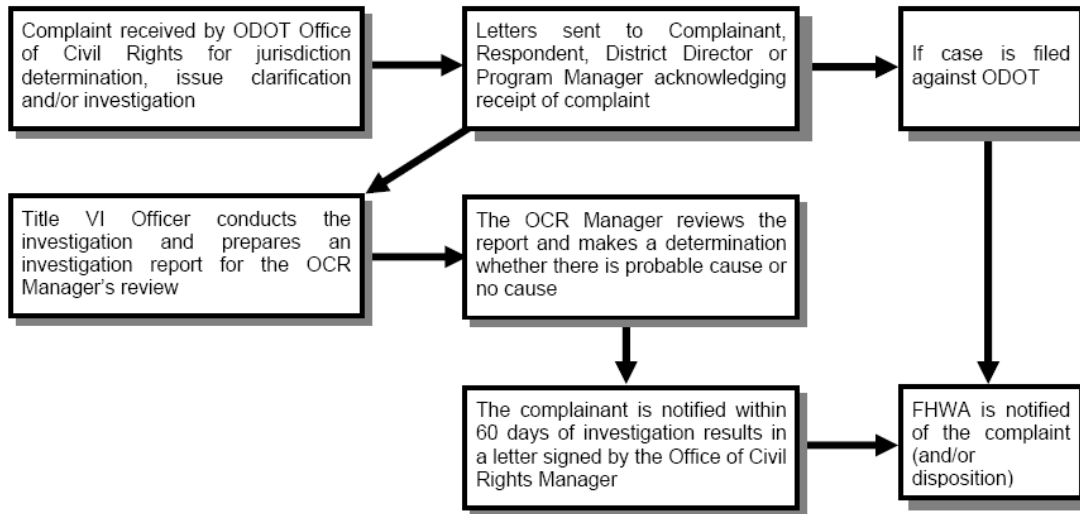 Complaint received by ODOT Office
of Civil Rights for jurisdiction
determination, issue clarification
and/or investigation
Letters sent to Complainant,
Respondent, District Director or
Program Manager acknowledging
receipt of complaint
If case is filed
against ODOT
Title VI Officer conducts the
investigation and prepares an
investigation report for the OCR
Manager's review
The OCR Manager reviews the
report and makes a determination
whether there is probable cause or
no cause
The complainant is notified within
60 days of investigation results in
a letter signed by the Office of Civil
Rights Manager
FHWA is notified
of the complaint
(and/or
disposition)